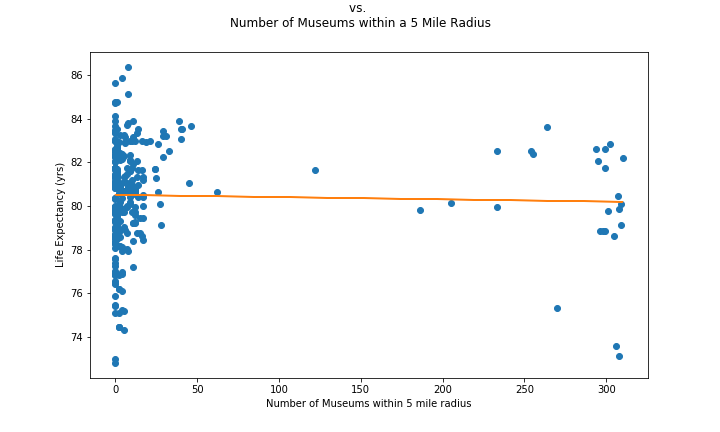 vs.
Number of Museums within a 5 Mile Radius
86
84
82
80
78
76
74
Life Expectancy (yrs)
0 50 100 150 200 250 300
Number of Museums within 5 mile radius